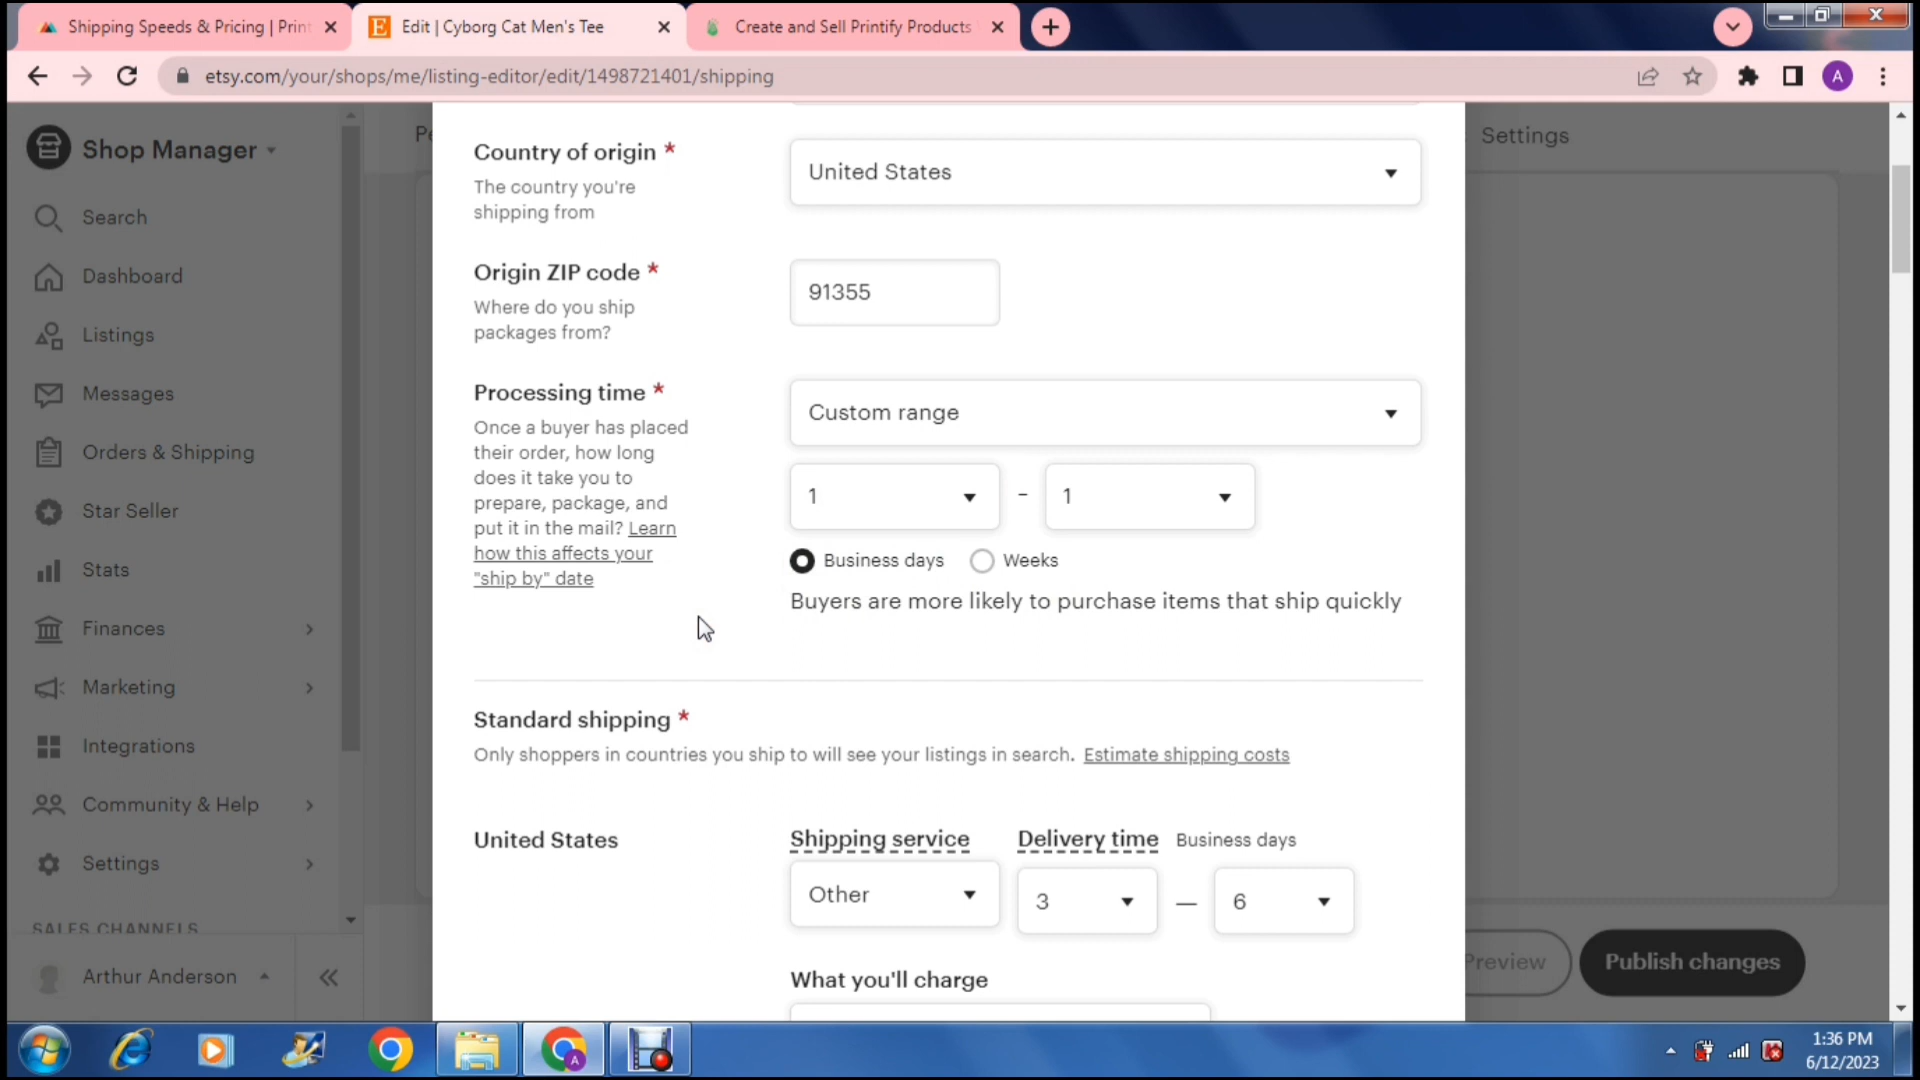 Shipping Speeds & Pricing | Print
Edit | Cyborg Cat Men's Tee
Create and Sell Printify Products
etsy.com/your/shops/me/listing-editor/edit/1498721401/shipping
A
Shop Manager
Search
Dashboard
Listings
Messages
Orders & Shipping
Star Seller
Stats
Finances
Marketing
Integrations
Community & Help
Settings
SALES CHANNELS
Arthur Anderson
Settings
Country of origin *
The country you're
shipping from
United States
Origin ZIP code *
Where do you ship
packages from?
91355
Processing time *
Once a buyer has placed
their order, how long
does it take you to
prepare, package, and
put it in the mail? Learn
how this affects your
"ship by" date
Custom range
1 - 1
Business days Weeks
Buyers are more likely to purchase items that ship quickly
Standard shipping *
Only shoppers in countries you ship to will see your listings in search. Estimate shipping costs
United States
Shipping service Delivery time Business days
Other 3 — 6
What you'll charge
Preview
Publish changes
1:36 PM
6/12/2023